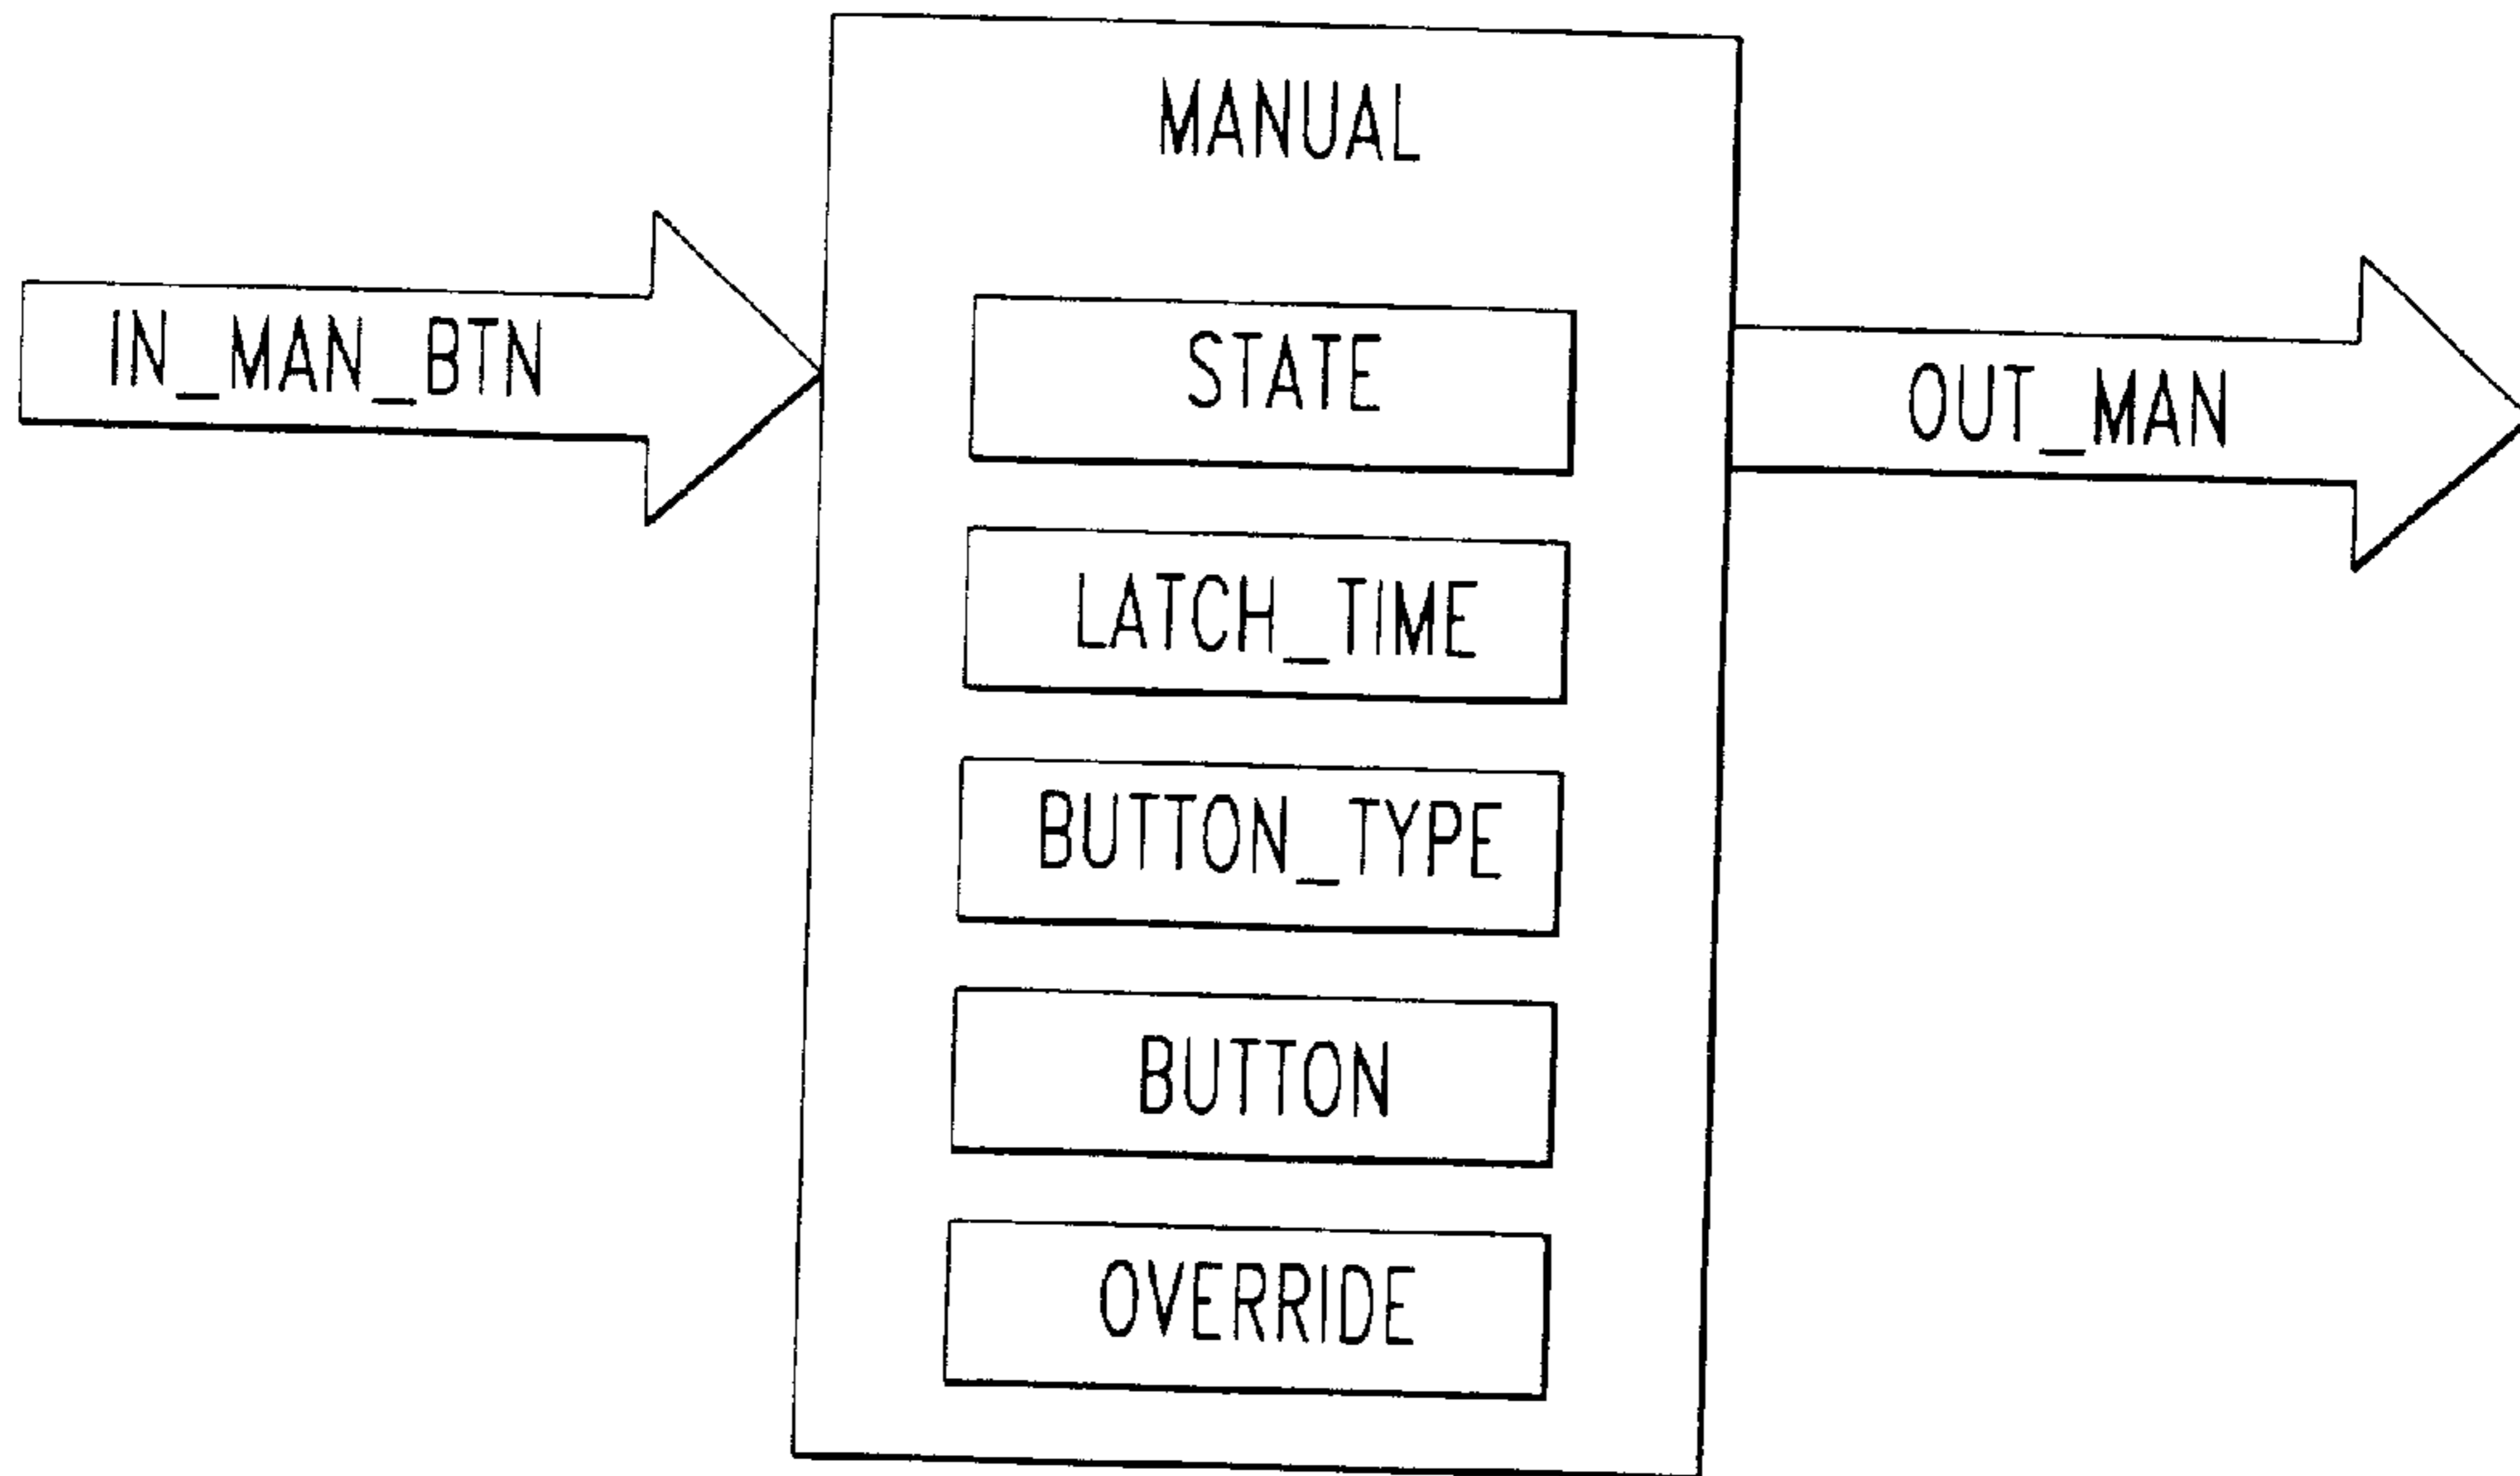 MANUAL
IN_MAN_BTN
STATE
OUT_MAN
LATCH_TIME
BUTTON_TYPE
BUTTON
OVERRIDE